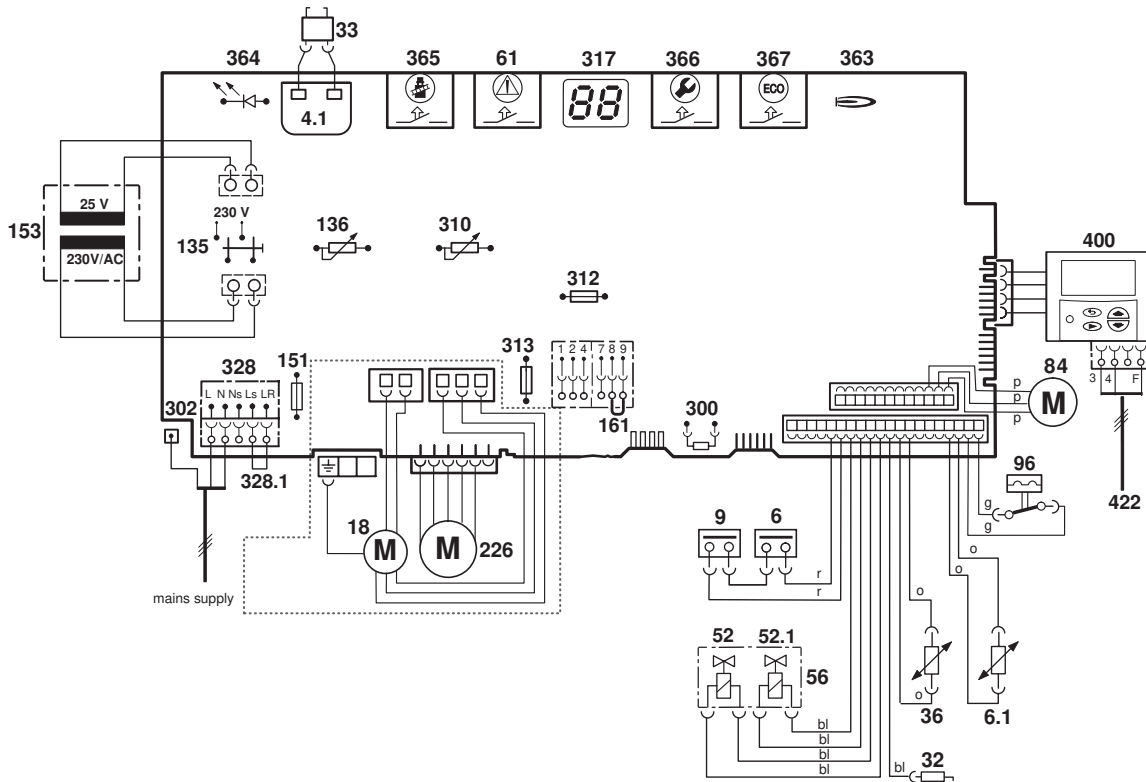 33
364
365
61
317
366
367
363
4.1
88
ECO
25 V
153
230 V
135
230V/AC
136
310
400
312
328
151
313
1 2 4 7 8 9
L N Ns Ls LR
302
161
300
84
M
p
p
p
3 4 F
328.1
96
422
g
g
18
M
M
226
9
6
r
r
o
o
mains supply
52
52.1
56
36
o
6.1
bl
bl
bl
bl
bl
32